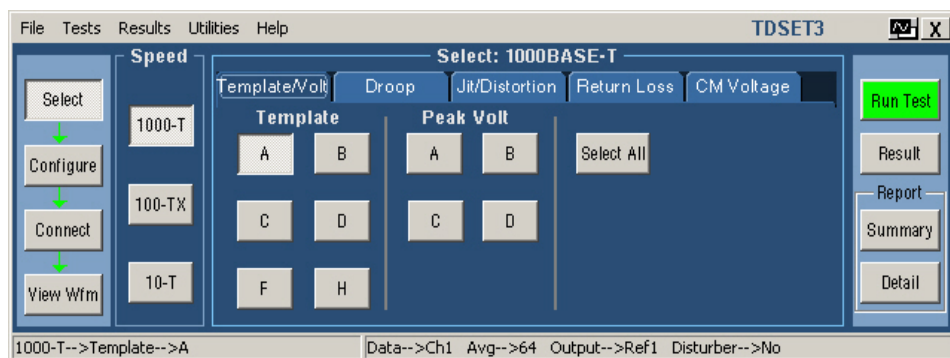 File Tests Results Utilities Help TDSET3 X
Speed Select: 1000BASE-T
Template/Volt Droop Jit/Distortion Return Loss CM Voltage
Select 1000-T Template Peak Volt Run Test
A B A B Select All
Configure Result
100-TX Report
Connect C D C D Summary
View Wfm 10-T F H Detail
1000-T-->Template-->A Data-->Ch1 Avg-->64 Output-->Ref1 Disturber-->No